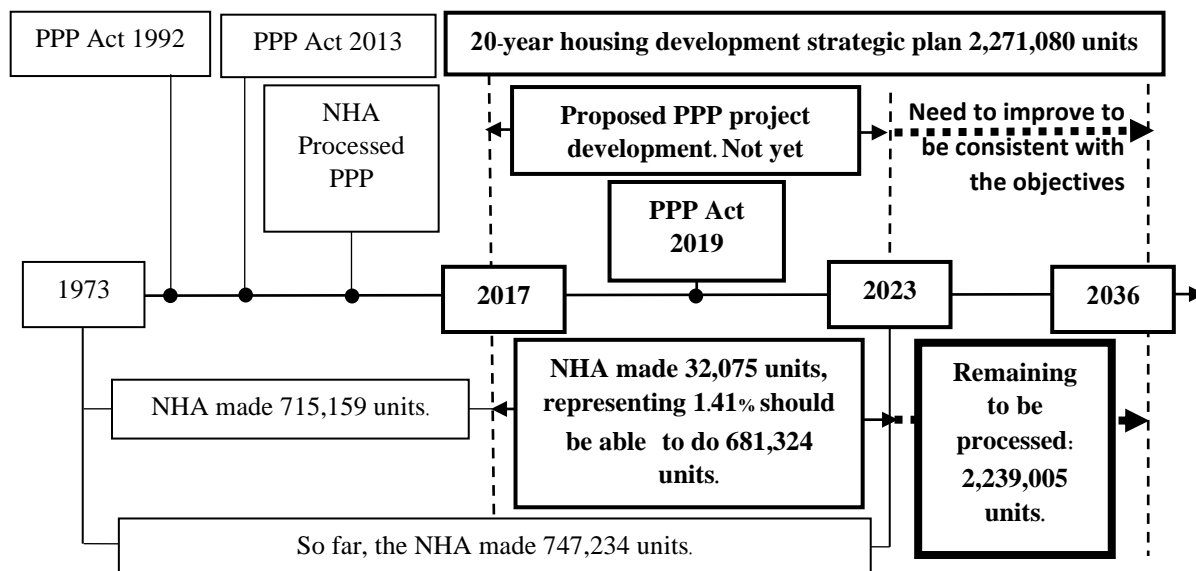 PPP Act 1992
PPP Act 2013
20-year housing development strategic plan 2,271,080 units
NHA
Processed
PPP
Proposed PPP project
development. Not yet
Need to improve to
be consistent with
the objectives
PPP Act
2019
1973
2017
2023
2036
NHA made 715,159 units.
NHA made 32,075 units,
representing 1.41% should
be able to do 681,324
units.
Remaining
to be
processed:
2,239,005
units.
So far, the NHA made 747,234 units.